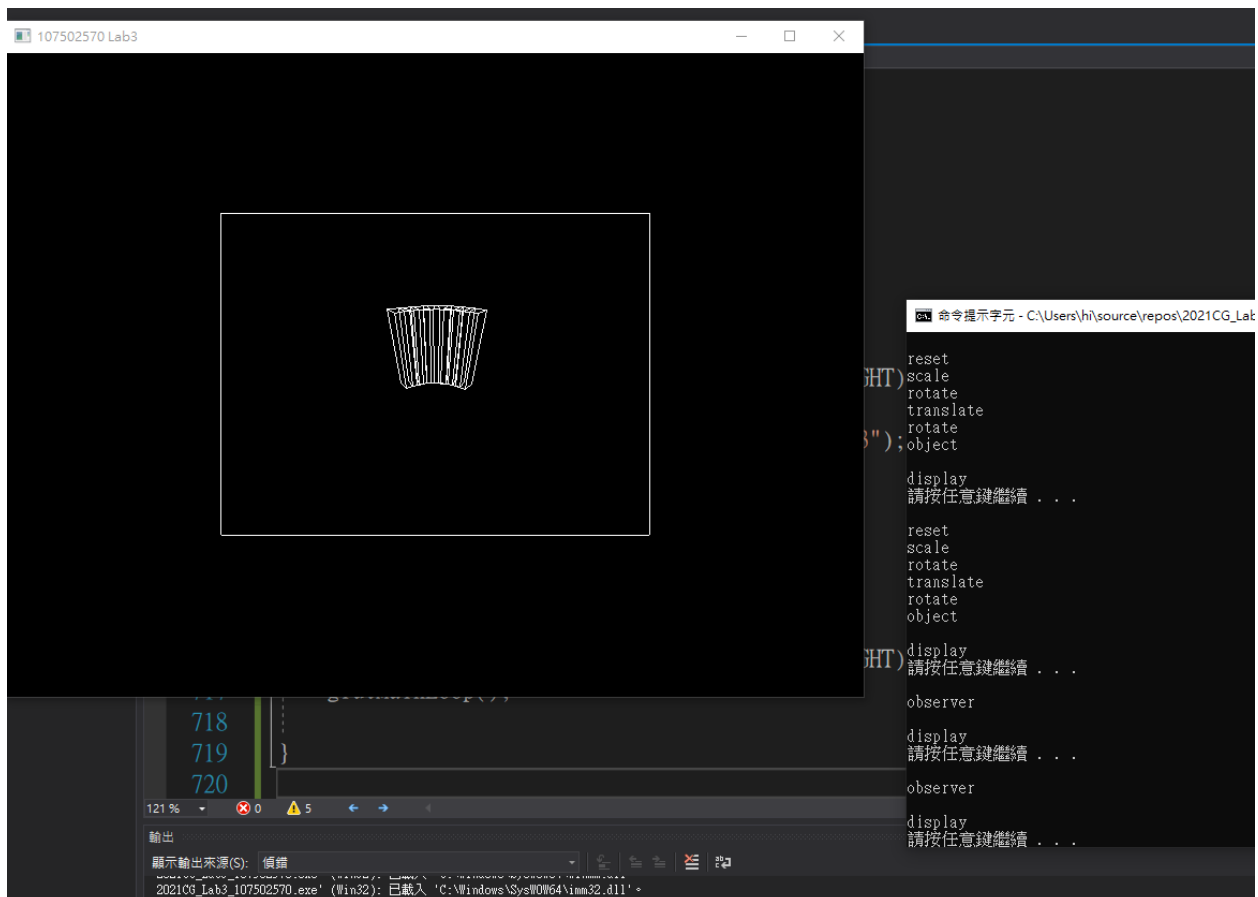 107502570 Lab3
命令提示字元 - C:\Users\hi\source\repos\2021CG_Lab
reset
scale
rotate
translate
rotate
object
display
請按任意鍵繼續 . . .
reset
scale
rotate
translate
rotate
object
display
請按任意鍵繼續 . . .
observer
display
請按任意鍵繼續 . . .
observer
display
請按任意鍵繼續 . . .
GHT)
");
GHT)
718
719 }
720
121 % 0 5
輸出
顯示輸出來源(S): 偵錯
2021CG_Lab3_107502570.exe' (Win32): 已載入 'C:\Windows\SysWOW64\imm32.dll'。